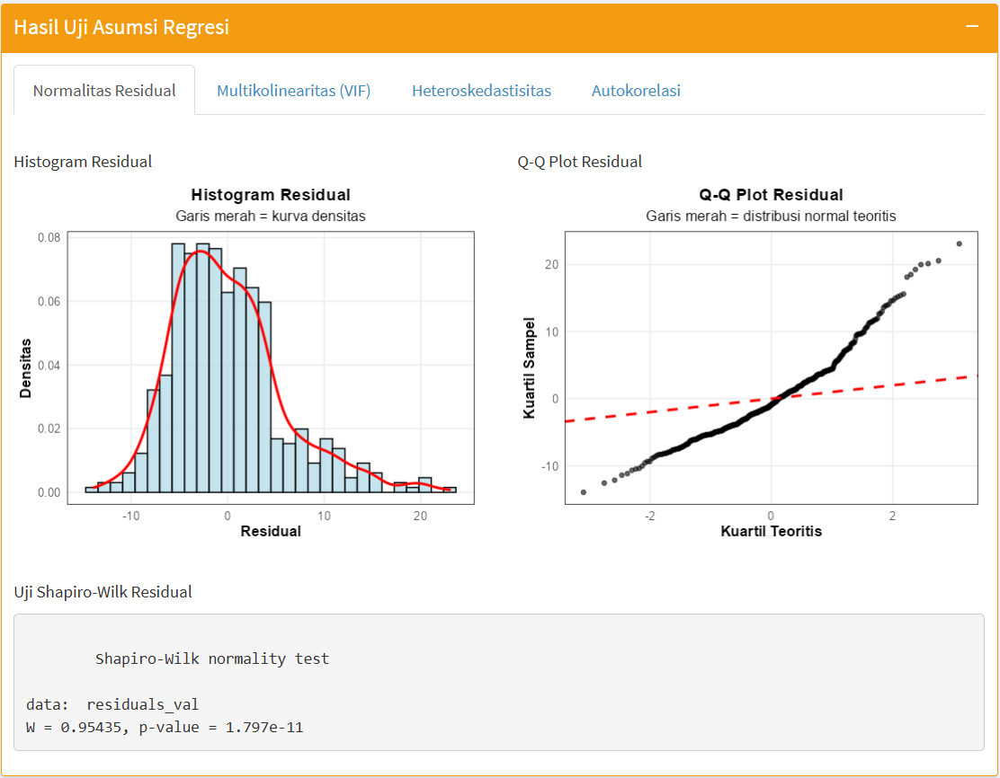 Hasil Uji Asumsi Regresi
Normalitas Residual
Multikolinearitas (VIF)
Heteroskedastisitas
Autokorelasi
Histogram Residual
Histogram Residual
Garis merah = kurva densitas
Densitas
0.08
0.06
0.04
0.02
0.00
-10
0
10
20
Residual
Q-Q Plot Residual
Q-Q Plot Residual
Garis merah = distribusi normal teoritis
Kuartil Sampel
20
10
0
-10
-2
0
2
Kuartil Teoritis
Uji Shapiro-Wilk Residual
Shapiro-Wilk normality test
data:  residuals_val
W = 0.95435, p-value = 1.797e-11